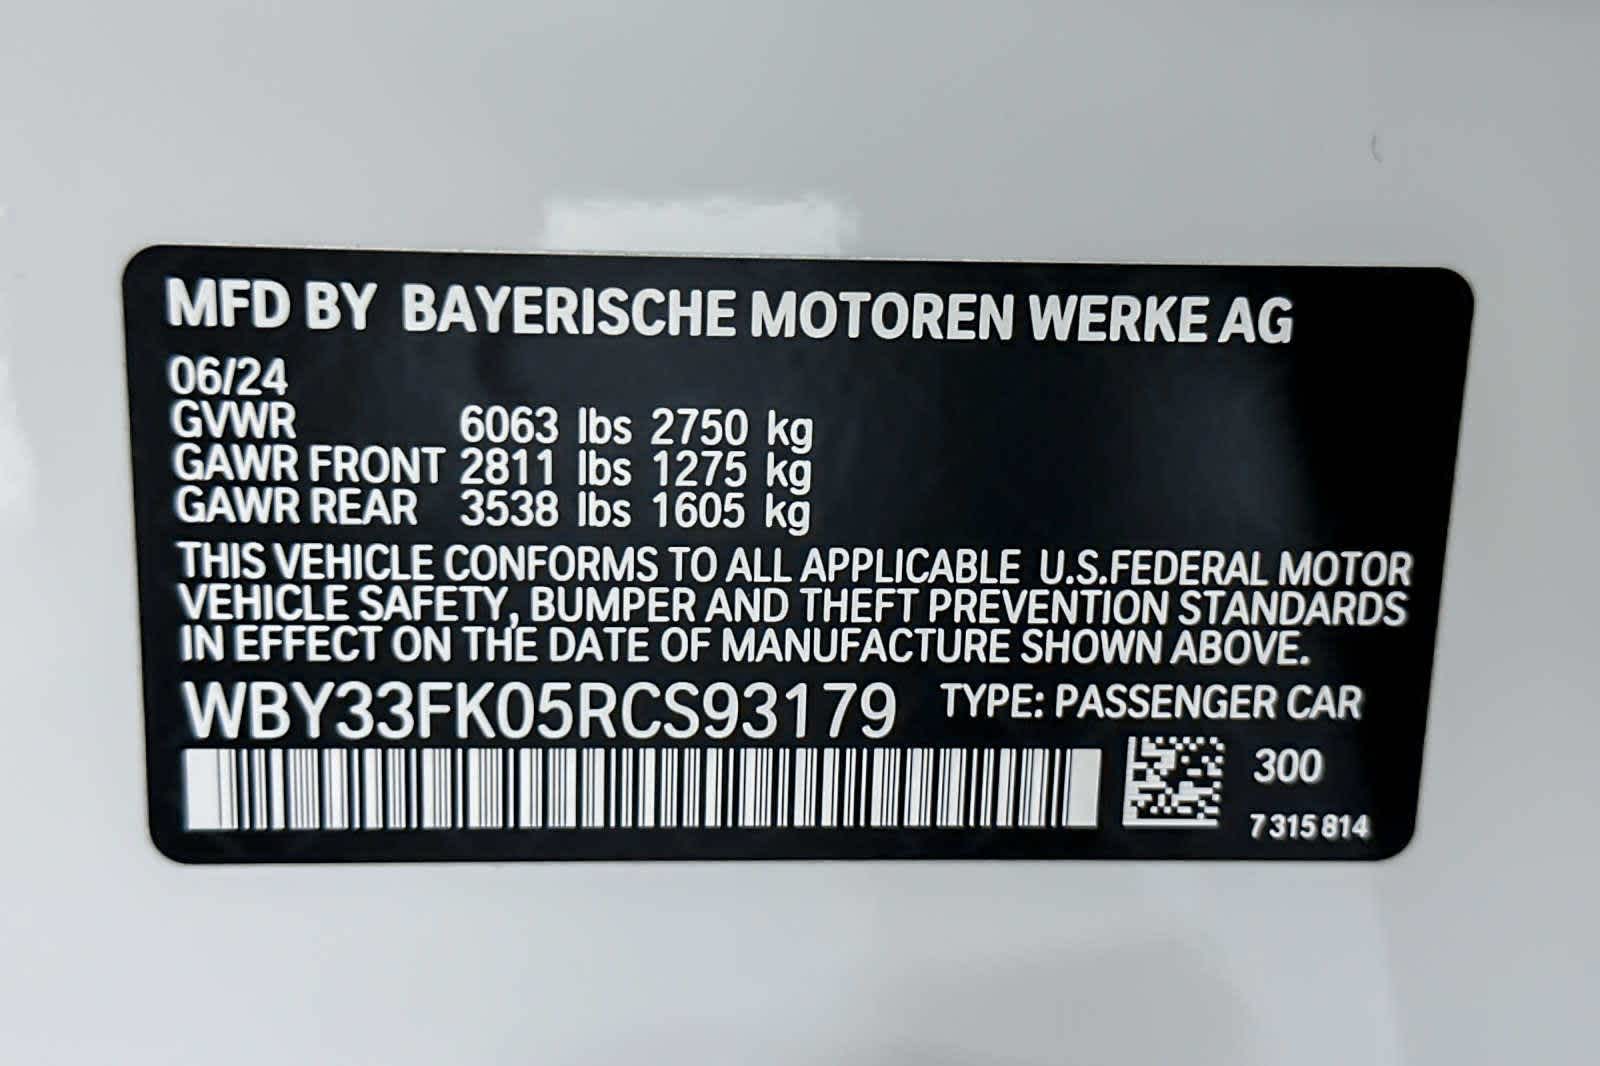 MFD BY BAYERISCHE MOTOREN WERKE AG
06/24
GVWR 6063 lbs 2750 kg
GAWR FRONT 2811 lbs 1275 kg
GAWR REAR 3538 lbs 1605 kg
THIS VEHICLE CONFORMS TO ALL APPLICABLE U.S.FEDERAL MOTOR
VEHICLE SAFETY, BUMPER AND THEFT PREVENTION STANDARDS
IN EFFECT ON THE DATE OF MANUFACTURE SHOWN ABOVE.
WBY33FK05RCS93179 TYPE: PASSENGER CAR
300
7 315 814